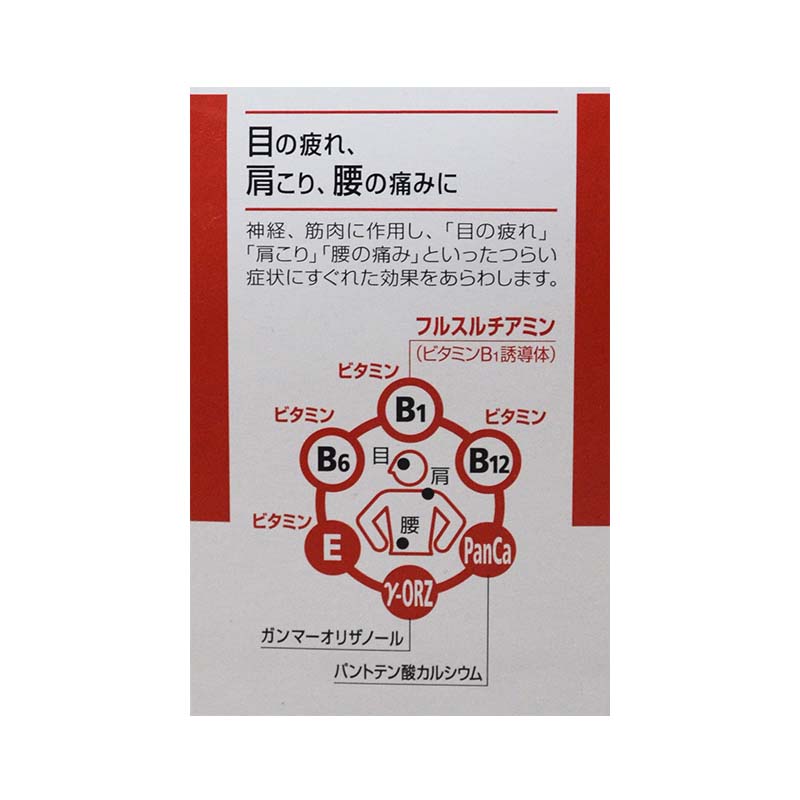 目の疲れ、
肩こり、腰の痛みに
神経、筋肉に作用し、「目の疲れ」
「肩こり」「腰の痛み」といったつらい
症状にすぐれた効果をあらわします。
フルスルチアミン
(ビタミンB1誘導体)
ビタミン
B1
ビタミン
B6
ビタミン
B12
目
肩
腰
ビタミン
E
PanCa
γ-ORZ
ガンマーオリザノール
パントテン酸カルシウム